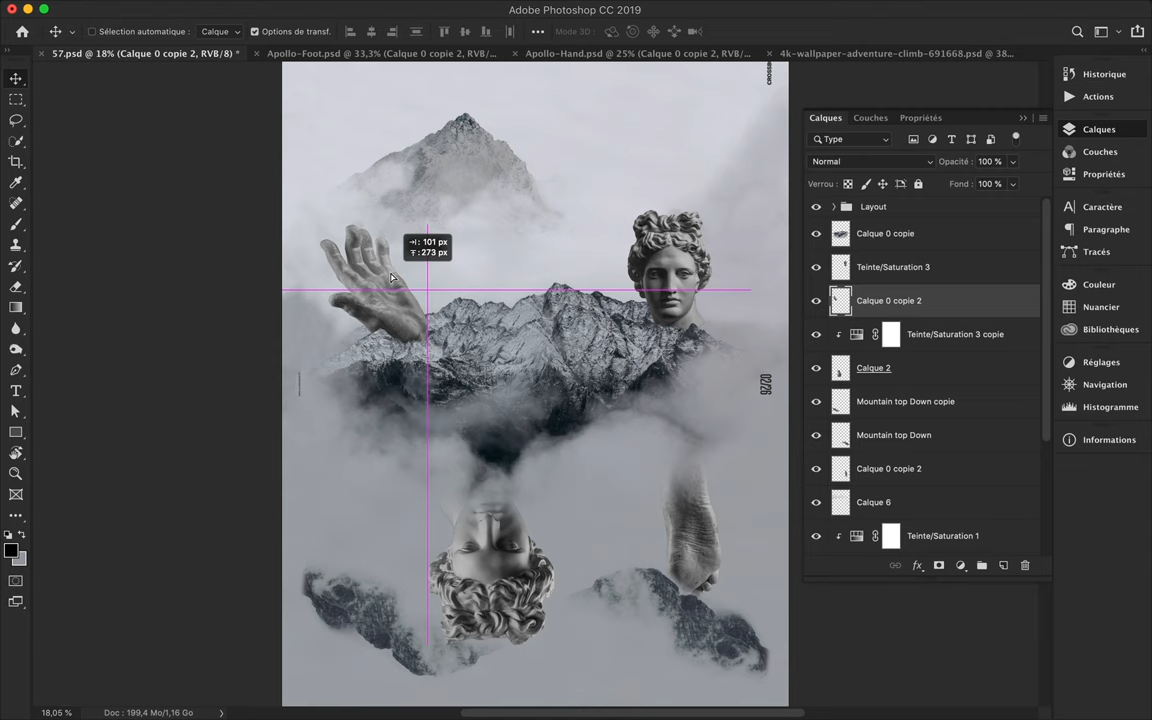 Adobe Photoshop CC 2019
Sélection automatique : Calque Options de transf. 3D :
57.psd @ 18% (Calque 0 copie 2, RVB/8) * Apollo-Foot.psd @ 33,3% (Calque 0 copie 2, RVB/... Apollo-Hand.psd @ 25% (Calque 0 copie 2, RVB/8)... 4k-wallpaper-adventure-climb-691668.psd @ 38...
→: 101 px
: 273 px
02/26
Calques Couches Propriétés
Type
Normal Opacité : 100 %
Verrou : Fond : 100 %
Layout
Calque 0 copie
Teinte/Saturation 3
Calque 0 copie 2
Teinte/Saturation 3 copie
Calque 2
Mountain top Down copie
Mountain top Down
Calque 0 copie 2
Calque 6
Teinte/Saturation 1
fx
Historique
Actions
Calques
Couches
Propriétés
Caractère
Paragraphe
Tracés
Couleur
Nuancier
Bibliothèques
Réglages
Navigation
Histogramme
Informations
18,05 % Doc : 199,4 Mo/1,16 Go